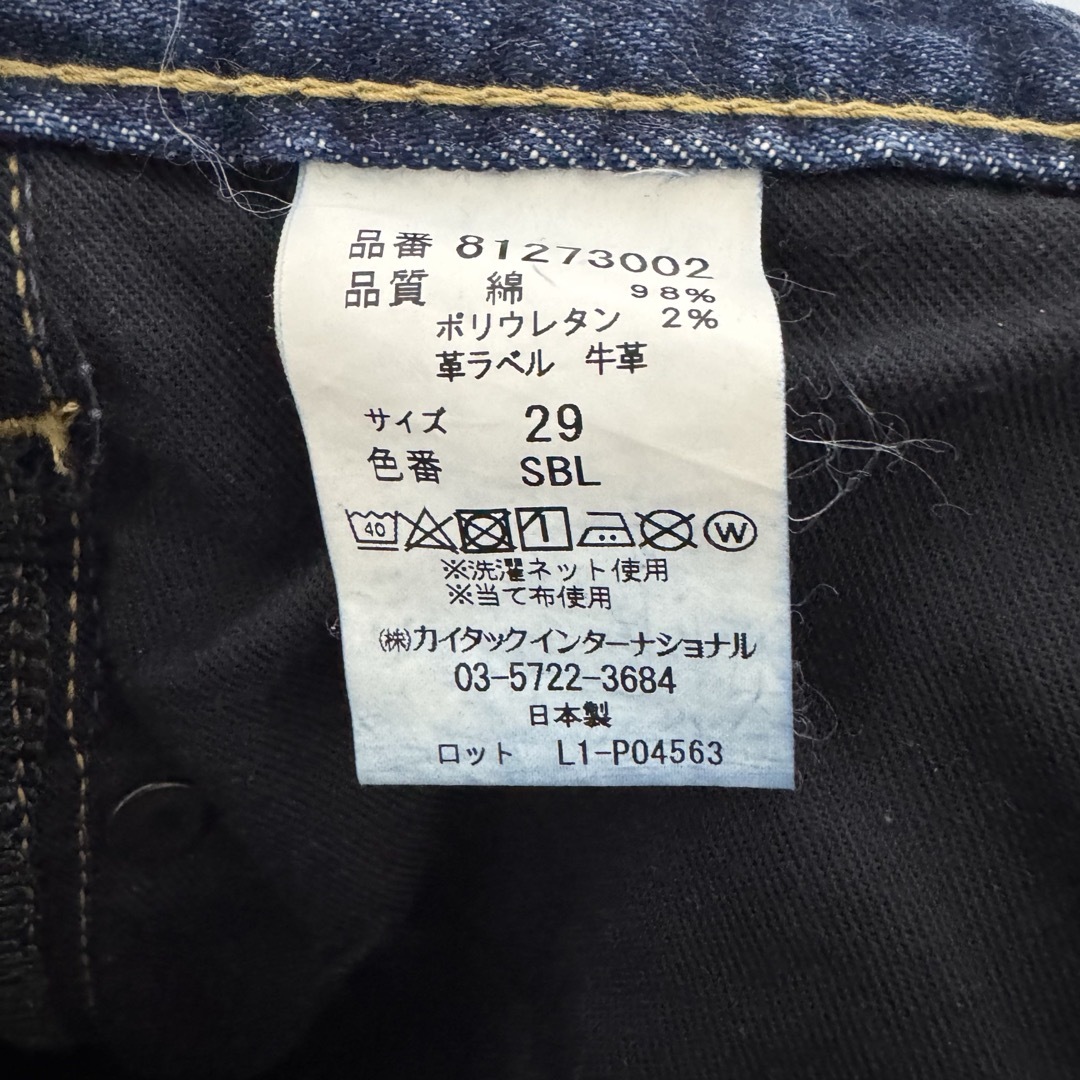 品番 81273002
品質 綿 98%
ポリウレタン 2%
革ラベル 牛革
サイズ 29
色番 SBL
40 W
※洗濯ネット使用
※当て布使用
(株)カイタックインターナショナル
03-5722-3684
日本製
ロット L1-P04563